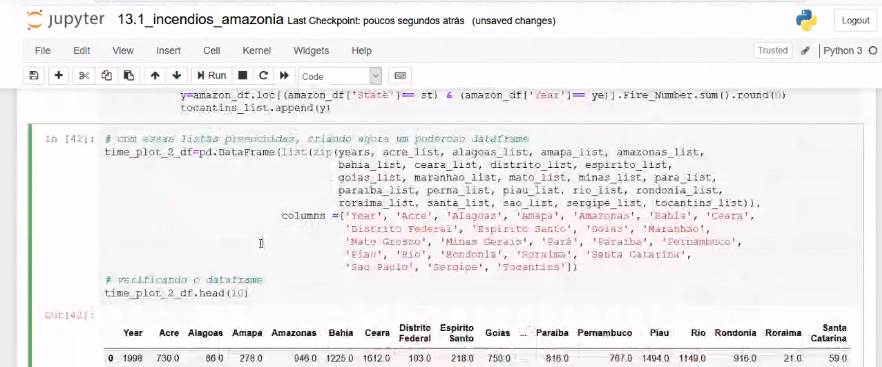 jupyter 13.1_incendios_amazonia Last Checkpoint: poucos segundos atrás (unsaved changes) Logout
File Edit View Insert Cell Kernel Widgets Help Trusted Python 3
Run Code
y=amazon_df.loc[(amazon_df['State']== st) & (amazon_df['Year']== ye)].Fire_Number.sum().round(0)
tocantins_list.append(y)
In [42]: # com essas listas preenchidas, criando agora um poderoso dataframe
time_plot_2_df=pd.DataFrame(list(zip(years, acre_list, alagoas_list, amapa_list, amazonas_list,
bahia_list, ceara_list, distrito_list, espirito_list,
goias_list, maranhao_list, mato_list, minas_list, para_list,
paraiba_list, perna_list, piau_list, rio_list, rondonia_list,
roraima_list, santa_list, sao_list, sergipe_list, tocantins_list)),
columns =['Year', 'Acre', 'Alagoas', 'Amapa', 'Amazonas', 'Bahia', 'Ceara',
'Distrito Federal', 'Espirito Santo', 'Goias', 'Maranhao',
'Mato Grosso', 'Minas Gerais', 'Pará', 'Paraiba', 'Pernambuco',
'Piau', 'Rio', 'Rondonia', 'Roraima', 'Santa Catarina',
'Sao Paulo', 'Sergipe', 'Tocantins'])
# verificando o dataframe
time_plot_2_df.head(10)
Out[42]:
Year Acre Alagoas Amapa Amazonas Bahia Ceara Distrito Federal Espirito Santo Goias ... Paraiba Pernambuco Piau Rio Rondonia Roraima Santa Catarina
0 1998 730.0 86.0 278.0 946.0 1225.0 1612.0 103.0 218.0 750.0 816.0 767.0 1494.0 1149.0 916.0 21.0 59.0